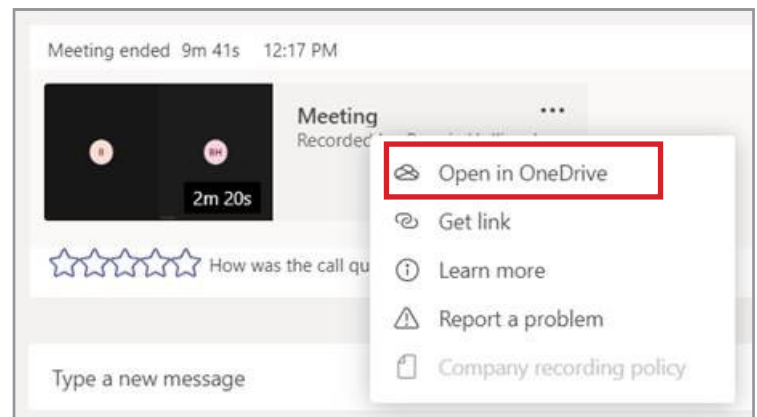 Meeting ended 9m 41s 12:17 PM
Meeting
Recorded
B
BH
2m 20s
How was the call qu
Open in OneDrive
Get link
Learn more
Report a problem
Company recording policy
Type a new message